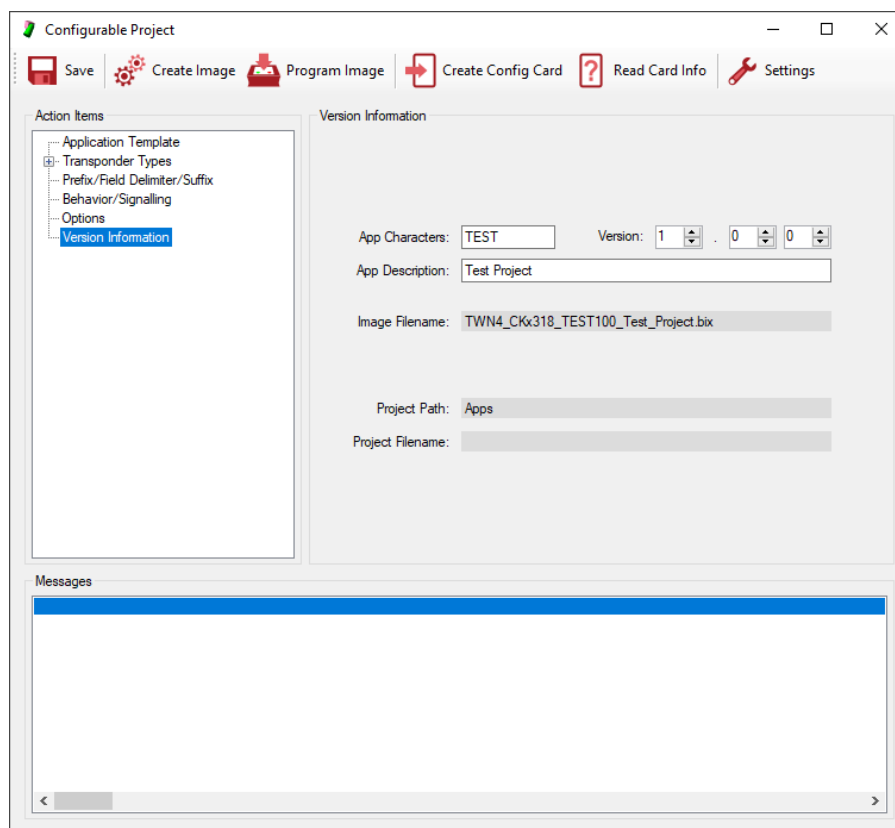 Configurable Project
Save Create Image Program Image Create Config Card Read Card Info Settings
Action Items
Application Template
Transponder Types
Prefix/Field Delimiter/Suffix
Behavior/Signalling
Options
Version Information
Version Information
App Characters: TEST Version: 1 . 0 0
App Description: Test Project
Image Filename: TWN4_CKx318_TEST100_Test_Project.bix
Project Path: Apps
Project Filename:
Messages